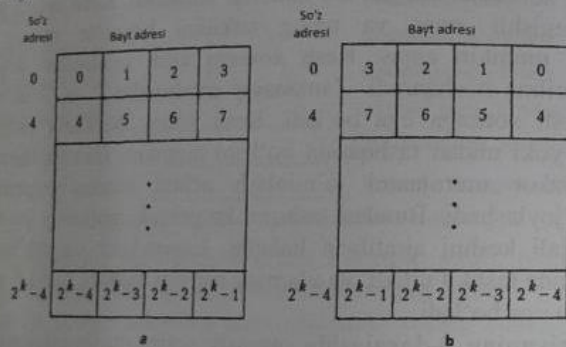 So'z adresi Bayt adresi
0 0 1 2 3
4 4 5 6 7
2^k−4 2^k−4 2^k−3 2^k−2 2^k−1
a
So'z adresi Bayt adresi
0 3 2 1 0
4 7 6 5 4
2^k−4 2^k−1 2^k−2 2^k−3 2^k−4
b